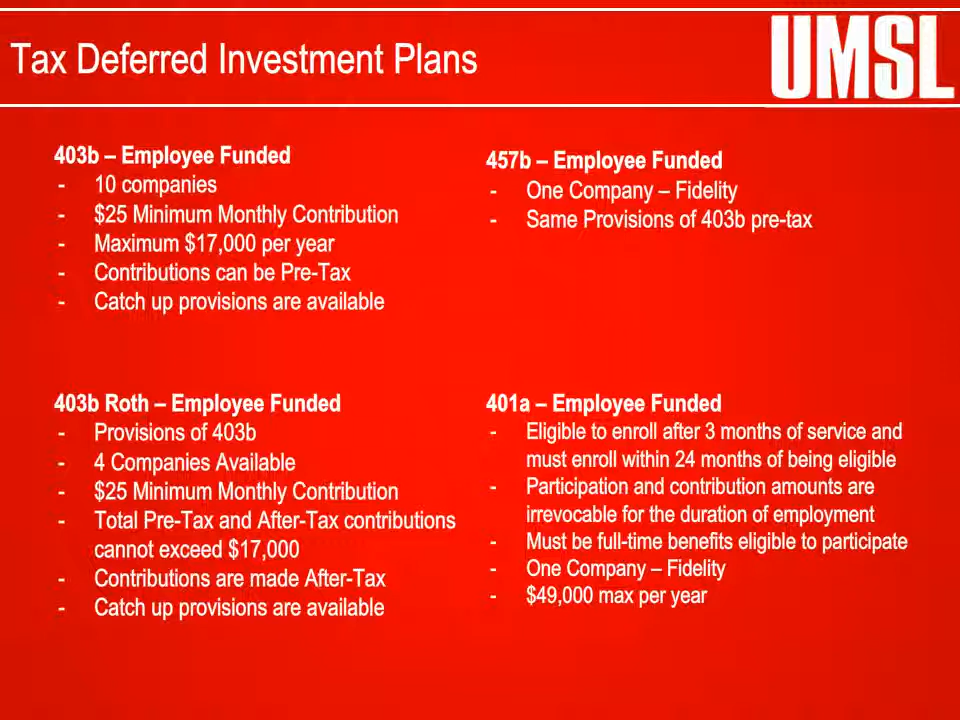 Tax Deferred Investment Plans
UMSL
403b – Employee Funded
- 10 companies
- $25 Minimum Monthly Contribution
- Maximum $17,000 per year
- Contributions can be Pre-Tax
- Catch up provisions are available
457b – Employee Funded
- One Company – Fidelity
- Same Provisions of 403b pre-tax
403b Roth – Employee Funded
- Provisions of 403b
- 4 Companies Available
- $25 Minimum Monthly Contribution
- Total Pre-Tax and After-Tax contributions
cannot exceed $17,000
- Contributions are made After-Tax
- Catch up provisions are available
401a – Employee Funded
- Eligible to enroll after 3 months of service and
must enroll within 24 months of being eligible
- Participation and contribution amounts are
irrevocable for the duration of employment
- Must be full-time benefits eligible to participate
- One Company – Fidelity
- $49,000 max per year